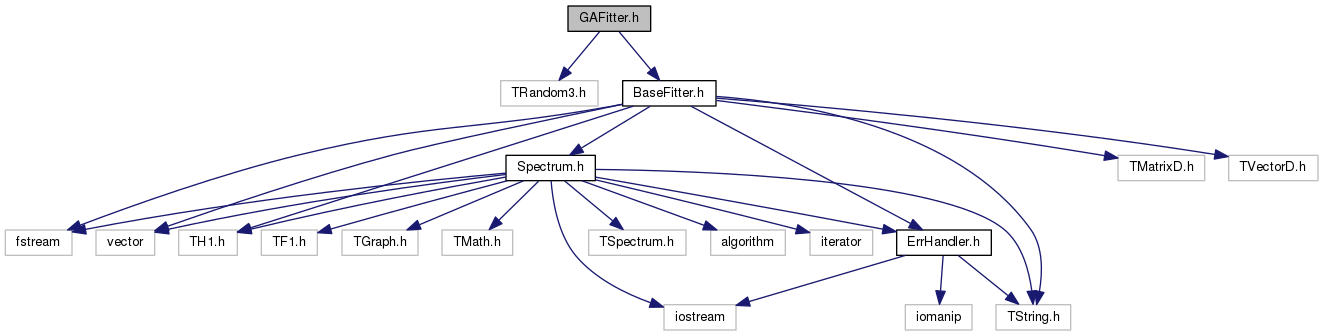 GAFitter.h
TRandom3.h
BaseFitter.h
Spectrum.h
TMatrixD.h
TVectorD.h
fstream
vector
TH1.h
TF1.h
TGraph.h
TMath.h
TSpectrum.h
algorithm
iterator
ErrHandler.h
iostream
iomanip
TString.h